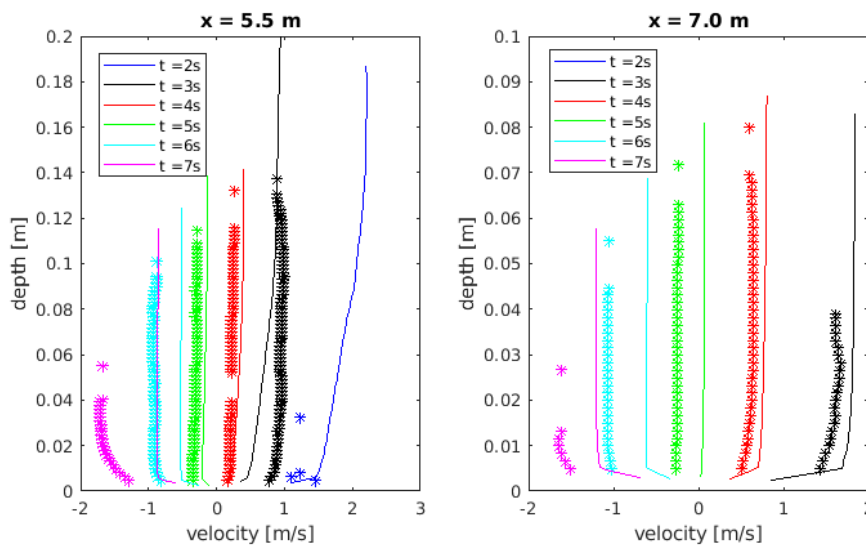 x = 5.5 m
0.2
0.18
0.16
0.14
0.12
0.1
0.08
0.06
0.04
0.02
0
depth [m]
t =2s
t =3s
t =4s
t =5s
t =6s
t =7s
-2
-1
0
1
2
3
velocity [m/s]
x = 7.0 m
0.1
0.09
0.08
0.07
0.06
0.05
0.04
0.03
0.02
0.01
0
depth [m]
t =2s
t =3s
t =4s
t =5s
t =6s
t =7s
-2
-1
0
1
2
velocity [m/s]